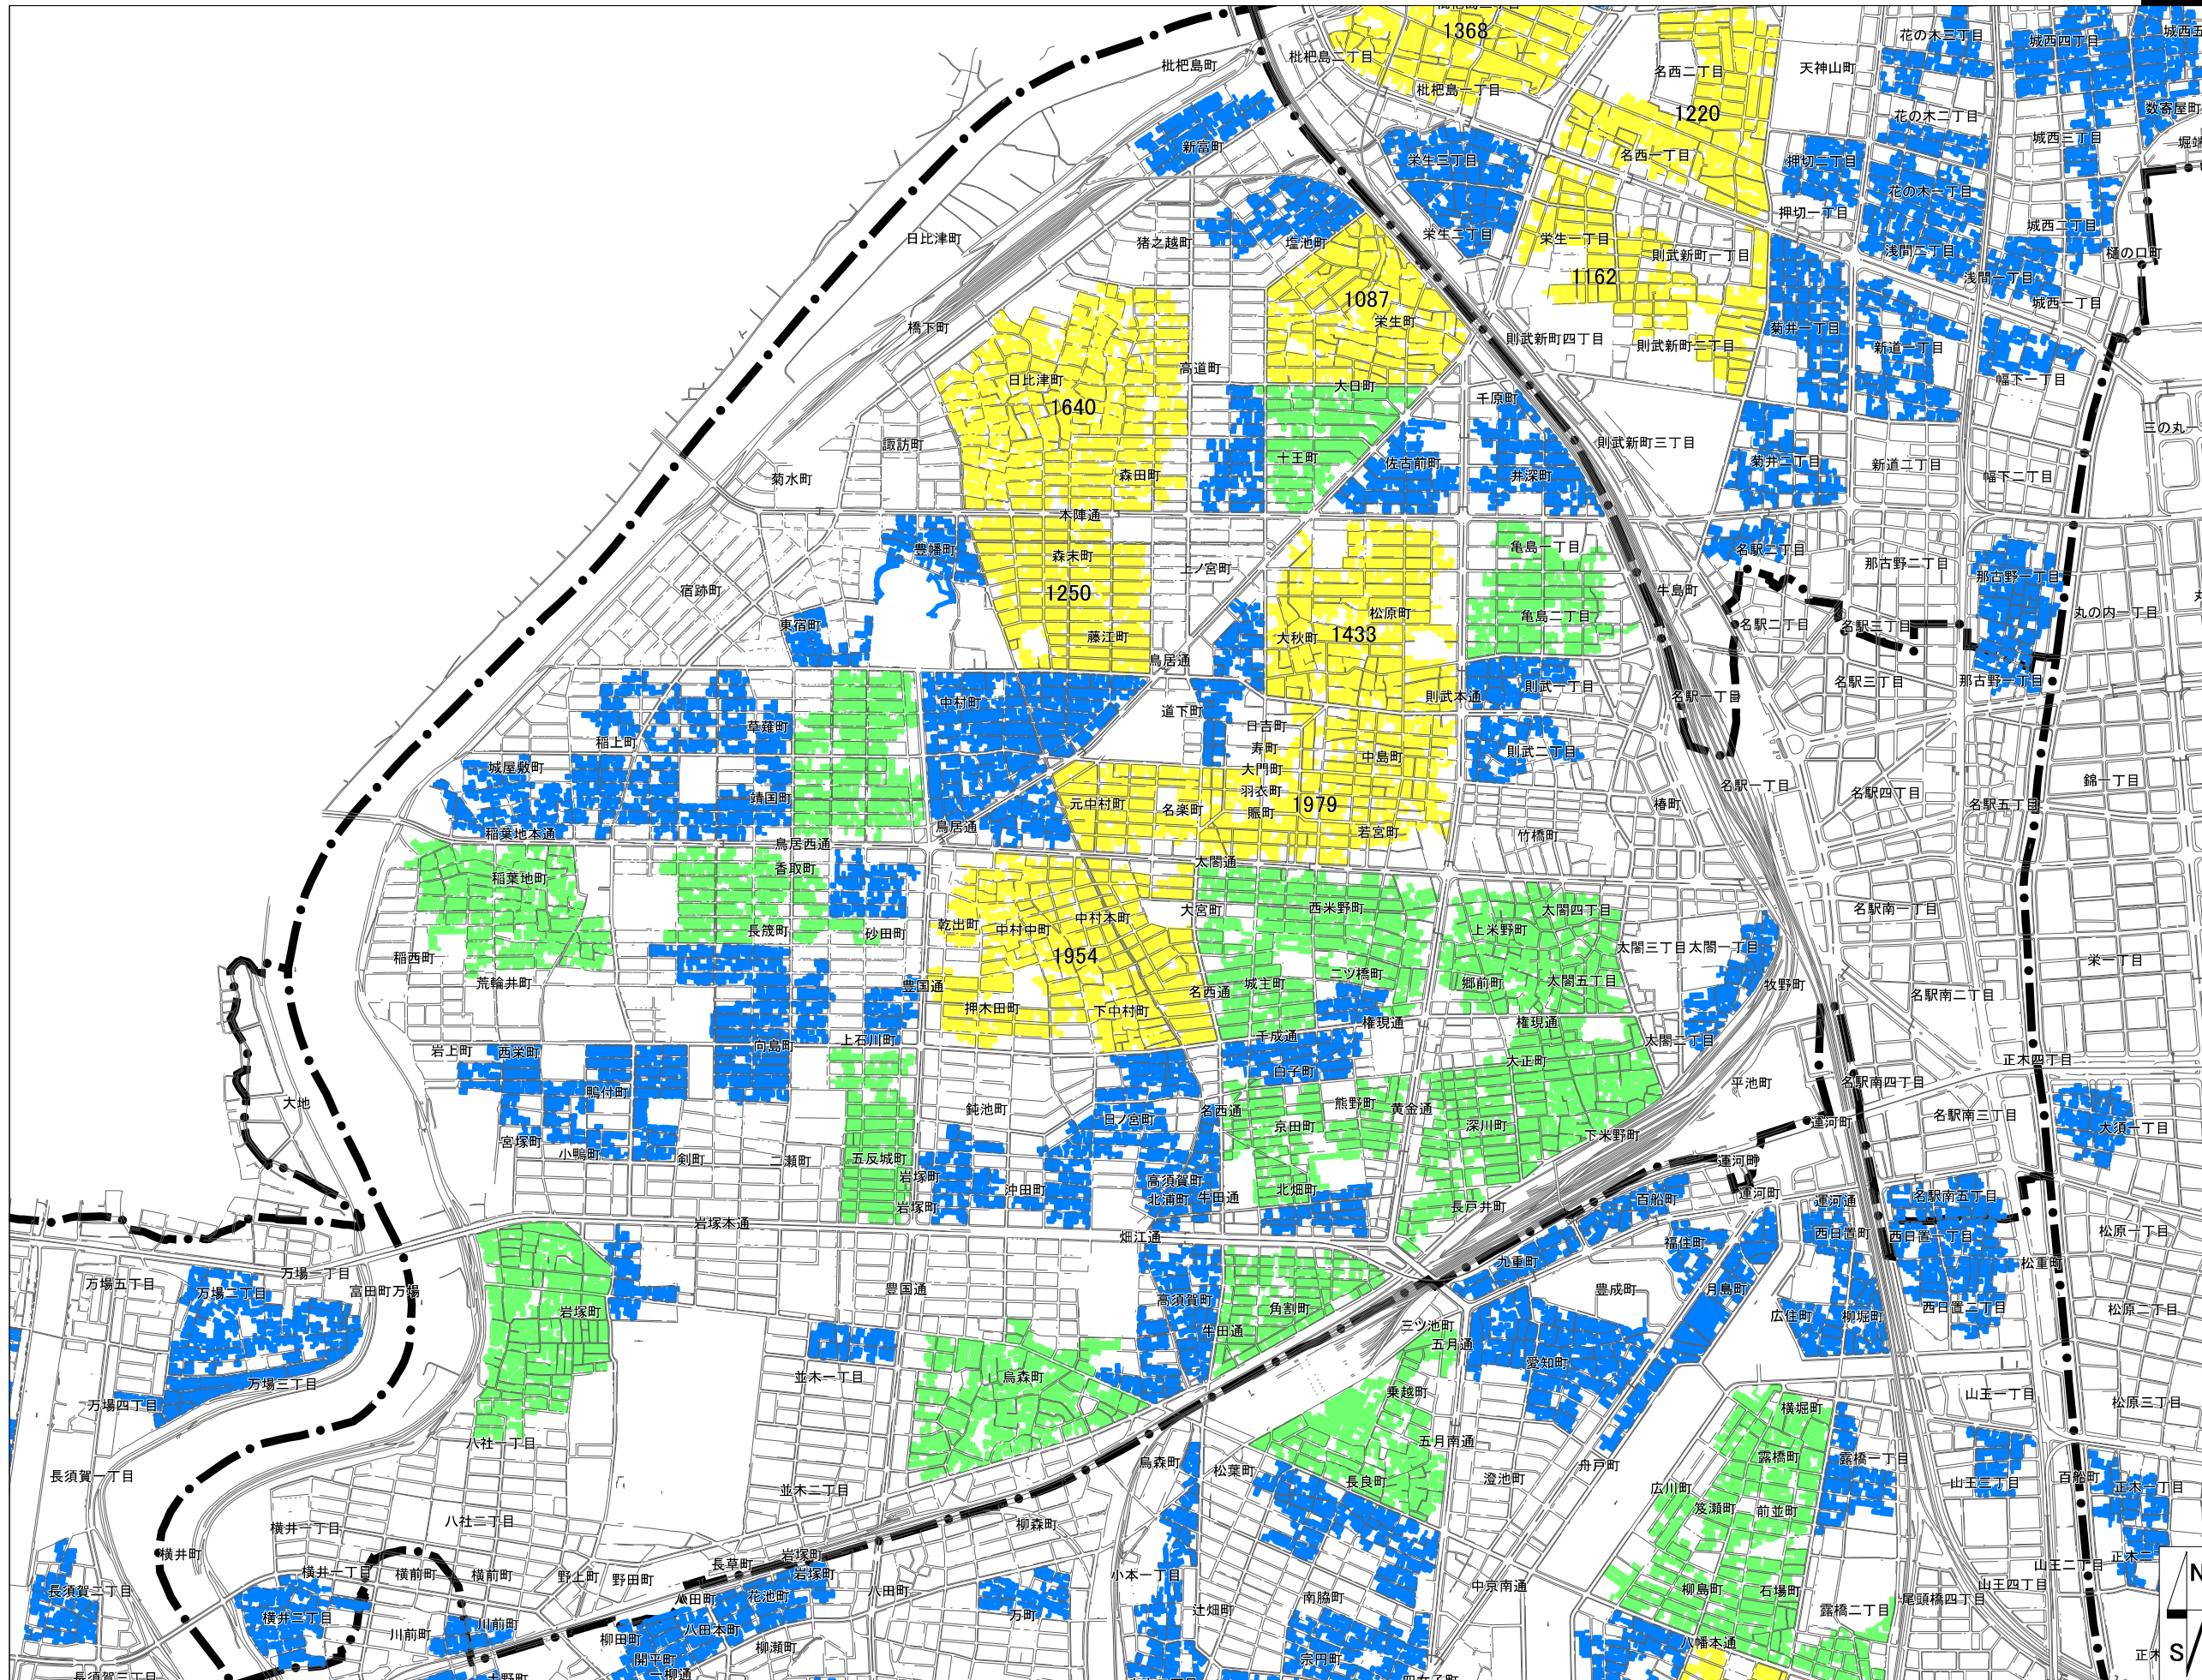 1368
花の木三丁目
城西四丁目
枇杷島町
枇杷島二丁目
名西二丁目
天神山町
枇杷島一丁目
1220
数寄屋町
花の木二丁目
城西三丁目
新富町
栄生三丁目
名西一丁目
押切二丁目
花の木一丁目
押切一丁目
城西二丁目
日比津町
猪之越町
塩池町
栄生二丁目
栄生一丁目
則武新町一丁目
浅間二丁目
樋の口町
1162
浅間一丁目
1087
城西一丁目
栄生町
橋下町
則武新町四丁目
則武新町二丁目
菊井一丁目
新道一丁目
高道町
日比津町
大日町
幅下一丁目
1640
千原町
諏訪町
則武新町三丁目
十王町
佐古前町
菊井二丁目
新道二丁目
菊水町
森田町
井深町
幅下二丁目
本陣通
豊幡町
森末町
亀島一丁目
名駅二丁目
上ノ宮町
那古野二丁目
那古野一丁目
宿跡町
1250
牛島町
松原町
亀島二丁目
丸の内一丁目
東宿町
藤江町
大秋町
1433
名駅二丁目
名駅三丁目
鳥居通
名駅三丁目
那古野一丁目
中村町
則武本通
則武一丁目
名駅一丁目
道下町
日吉町
草薙町
稲上町
寿町
中島町
則武二丁目
城屋敷町
大門町
錦一丁目
靖国町
羽衣町
名駅一丁目
名駅四丁目
元中村町
名楽町
賑町
1979
椿町
名駅五丁目
稲葉地本通
鳥居通
若宮町
竹橋町
鳥居西通
太閤通
香取町
稲葉地町
大宮町
西米野町
太閤四丁目
名駅南一丁目
中村本町
乾出町
中村中町
上米野町
長筬町
砂田町
太閤三丁目
太閤一丁目
稲西町
1954
栄一丁目
荒輪井町
豊国通
二ツ橋町
城主町
郷前町
太閤五丁目
牧野町
名西通
名駅南二丁目
押木田町
下中村町
権現通
権現通
千成通
上石川町
太閤二丁目
岩上町
西栄町
向島町
大正町
正木四丁目
白子町
平池町
名駅南四丁目
鴨付町
大地
鈍池町
名西通
熊野町
黄金通
名駅南三丁目
日ノ宮町
京田町
深川町
運河町
大須一丁目
宮塚町
下米野町
小鴨町
剣町
二瀬町
五反城町
運河町
岩塚町
高須賀町
沖田町
北畑町
運河町
北浦町
牛田通
百船町
名駅南五丁目
岩塚町
長戸井町
運河通
岩塚本通
松原一丁目
畑江通
西日置町
西日置一丁目
福住町
九重町
松重町
万場一丁目
万場五丁目
豊国通
豊成町
月島町
万場二丁目
富田町万場
高須賀町
角割町
西日置二丁目
松原二丁目
岩塚町
広住町
柳堀町
三ツ池町
牛田通
五月通
愛知町
烏森町
並木一丁目
万場三丁目
乗越町
山王一丁目
万場四丁目
横堀町
松原三丁目
八社一丁目
五月南通
露橋町
露橋一丁目
烏森町
松葉町
舟戸町
長須賀一丁目
長良町
澄池町
山王三丁目
百船町
並木二丁目
広川町
正木一丁目
笈瀬町
前並町
八社二丁目
横井一丁目
柳森町
横井町
岩塚町
長草町
山王二丁目
正木二
横井一丁目
横前町
横前町
野上町
野田町
岩塚町
小本一丁目
中京南通
山王四丁目
長須賀二丁目
八田町
花池町
八田町
柳島町
石場町
尾頭橋四丁目
南脇町
横井二丁目
川前町
川前町
万町
辻畑町
露橋二丁目
柳田町
八田本町
柳瀬町
八幡本通
開平町
宗円町
一柳通
長須賀三丁目
N
S